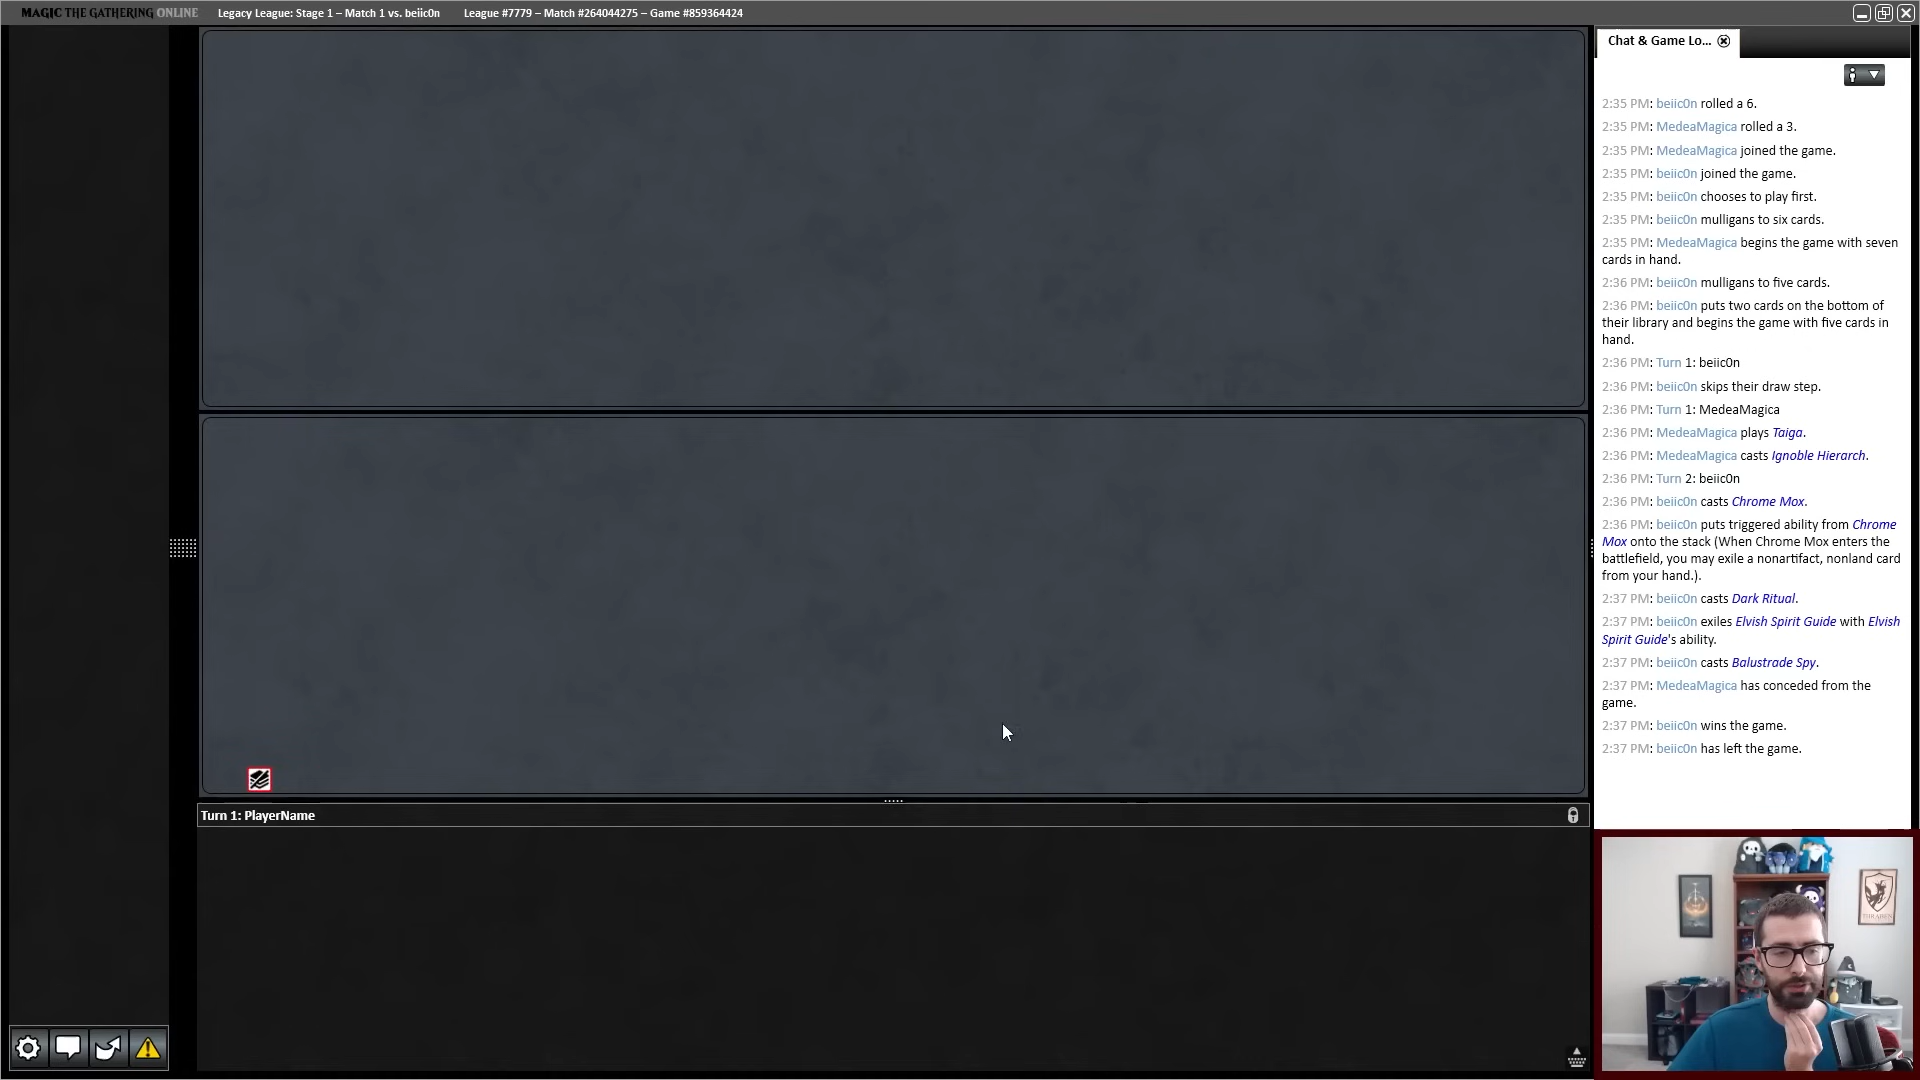 MAGIC THE GATHERING ONLINE Legacy League: Stage 1 – Match 1 vs. beiic0n League #7779 – Match #264044275 – Game #859364424
Chat & Game Lo...
2:35 PM: beiic0n rolled a 6.
2:35 PM: MedeaMagica rolled a 3.
2:35 PM: MedeaMagica joined the game.
2:35 PM: beiic0n joined the game.
2:35 PM: beiic0n chooses to play first.
2:35 PM: beiic0n mulligans to six cards.
2:35 PM: MedeaMagica begins the game with seven
cards in hand.
2:36 PM: beiic0n mulligans to five cards.
2:36 PM: beiic0n puts two cards on the bottom of
their library and begins the game with five cards in
hand.
2:36 PM: Turn 1: beiic0n
2:36 PM: beiic0n skips their draw step.
2:36 PM: Turn 1: MedeaMagica
2:36 PM: MedeaMagica plays Taiga.
2:36 PM: MedeaMagica casts Ignoble Hierarch.
2:36 PM: Turn 2: beiic0n
2:36 PM: beiic0n casts Chrome Mox.
2:36 PM: beiic0n puts triggered ability from Chrome
Mox onto the stack (When Chrome Mox enters the
battlefield, you may exile a nonartifact, nonland card
from your hand.).
2:37 PM: beiic0n casts Dark Ritual.
2:37 PM: beiic0n exiles Elvish Spirit Guide with Elvish
Spirit Guide's ability.
2:37 PM: beiic0n casts Balustrade Spy.
2:37 PM: MedeaMagica has conceded from the
game.
2:37 PM: beiic0n wins the game.
2:37 PM: beiic0n has left the game.
Turn 1: PlayerName
THRABEN